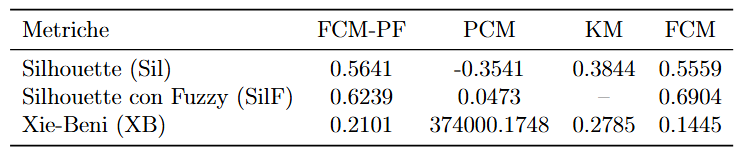 Metriche FCM-PF PCM KM FCM
Silhouette (Sil) 0.5641 -0.3541 0.3844 0.5559
Silhouette con Fuzzy (SilF) 0.6239 0.0473 – 0.6904
Xie-Beni (XB) 0.2101 374000.1748 0.2785 0.1445